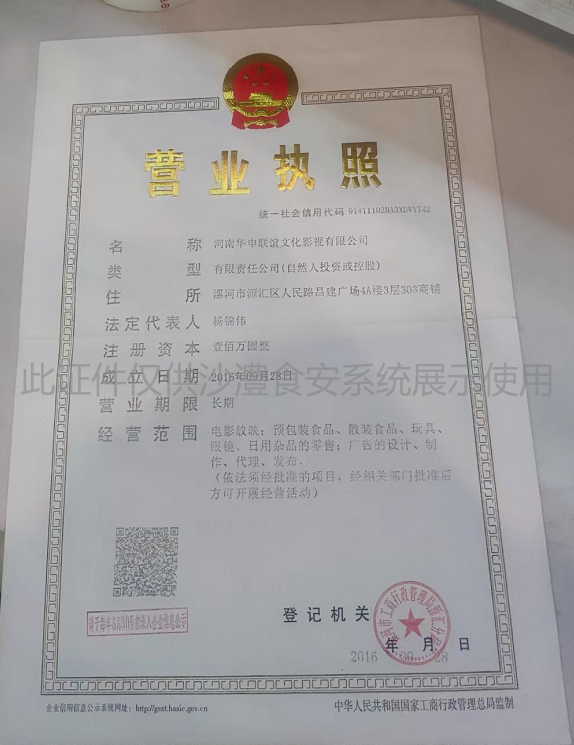 营业执照
统一社会信用代码 91411102MA3XDWYT42
名称 河南华申联谊文化影视有限公司
类型 有限责任公司(自然人投资或控股)
住所 漯河市源汇区人民路昌建广场4A楼3层303商铺
法定代表人 杨锦伟
注册资本 壹佰万圆整
成立日期 2016年09月28日
此证件仅供沙澧食安系统展示使用
营业期限 长期
经营范围 电影放映；预包装食品、散装食品、玩具、
眼镜、日用杂品的零售；广告的设计、制
作、代理、发布。
(依法须经批准的项目，经相关部门批准后
方可开展经营活动)
登记机关
年 月 日
2016 09 28
企业信用信息公示系统网址：http://gsxt.haaic.gov.cn
中华人民共和国国家工商行政管理总局监制